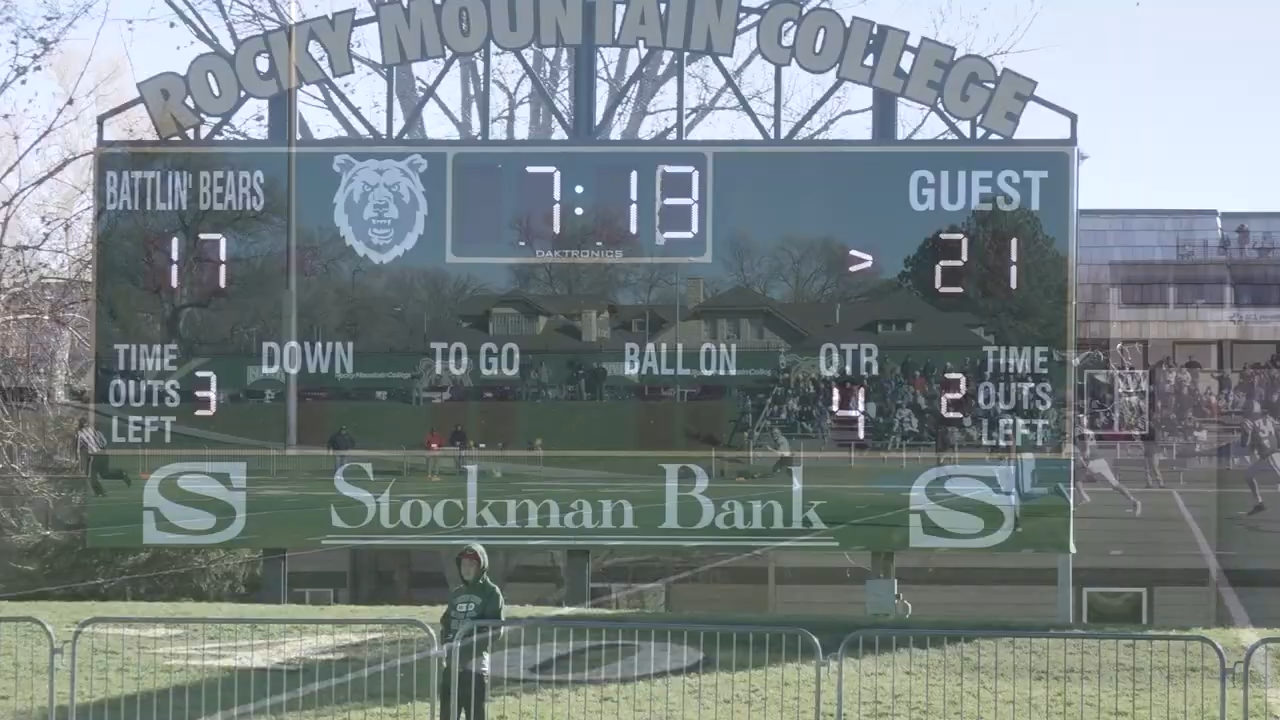 ROCKY MOUNTAIN COLLEGE
BATTLIN' BEARS
7:13
GUEST
DAKTRONICS
17
> 21
TIME OUTS LEFT
3
DOWN
TO GO
BALL ON
QTR
4
2
TIME OUTS LEFT
S Stockman Bank S